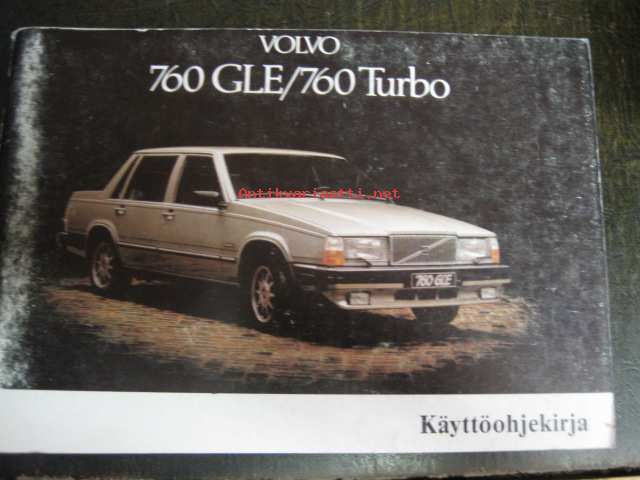 VOLVO
760 GLE/760 Turbo
Antikvariaatti.net
760 GLE
Käyttöohjekirja